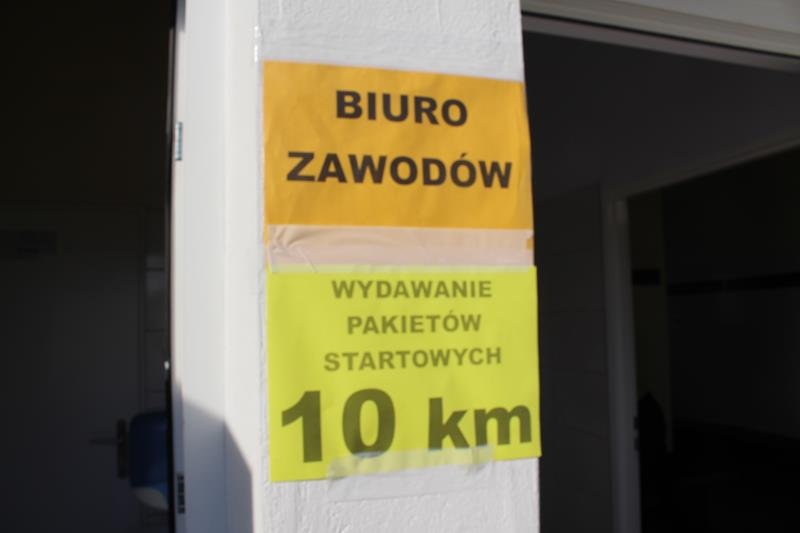 BIURO
ZAWODÓW
WYDAWANIE
PAKIETÓW
STARTOWYCH
10 km